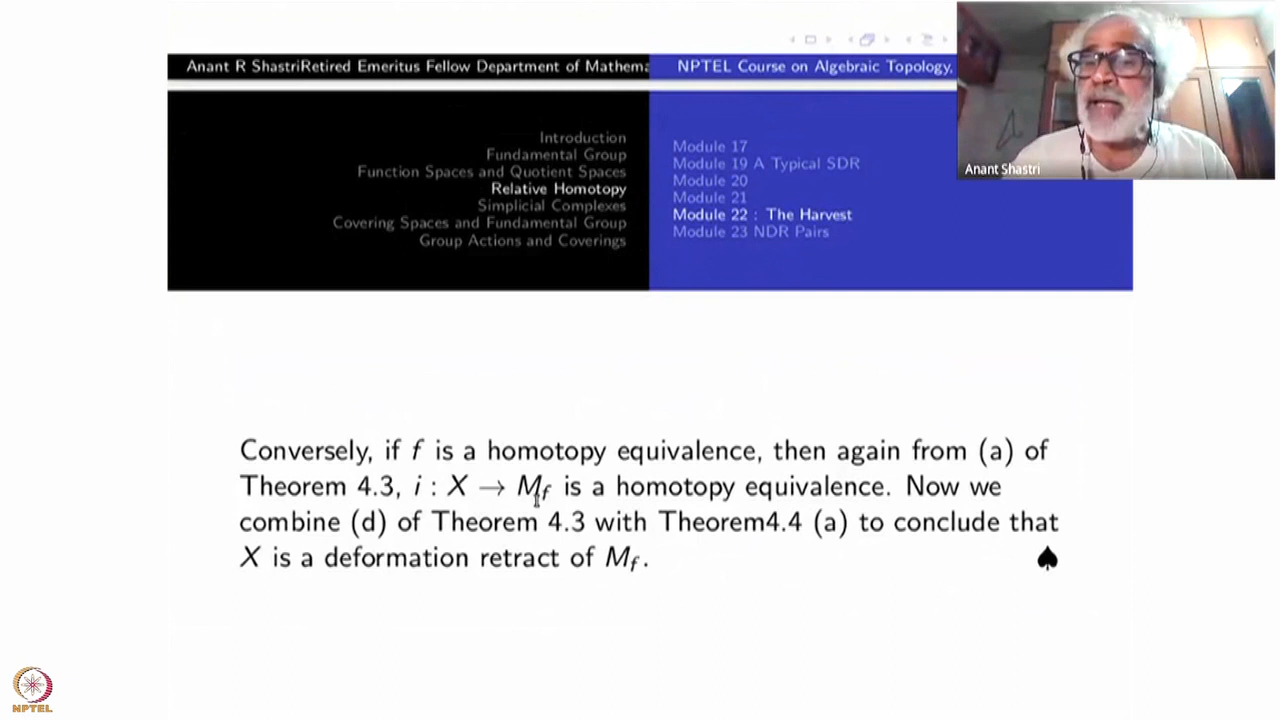 Anant R ShastriRetired Emeritus Fellow Department of Mathema
NPTEL Course on Algebraic Topology,
Introduction
Fundamental Group
Function Spaces and Quotient Spaces
Relative Homotopy
Simplicial Complexes
Covering Spaces and Fundamental Group
Group Actions and Coverings
Module 17
Module 19 A Typical SDR
Module 20
Module 21
Module 22 : The Harvest
Module 23 NDR Pairs
Anant Shastri
Conversely, if f is a homotopy equivalence, then again from (a) of
Theorem 4.3, i : X → M_f is a homotopy equivalence. Now we
combine (d) of Theorem 4.3 with Theorem4.4 (a) to conclude that
X is a deformation retract of M_f. ♠
NPTEL